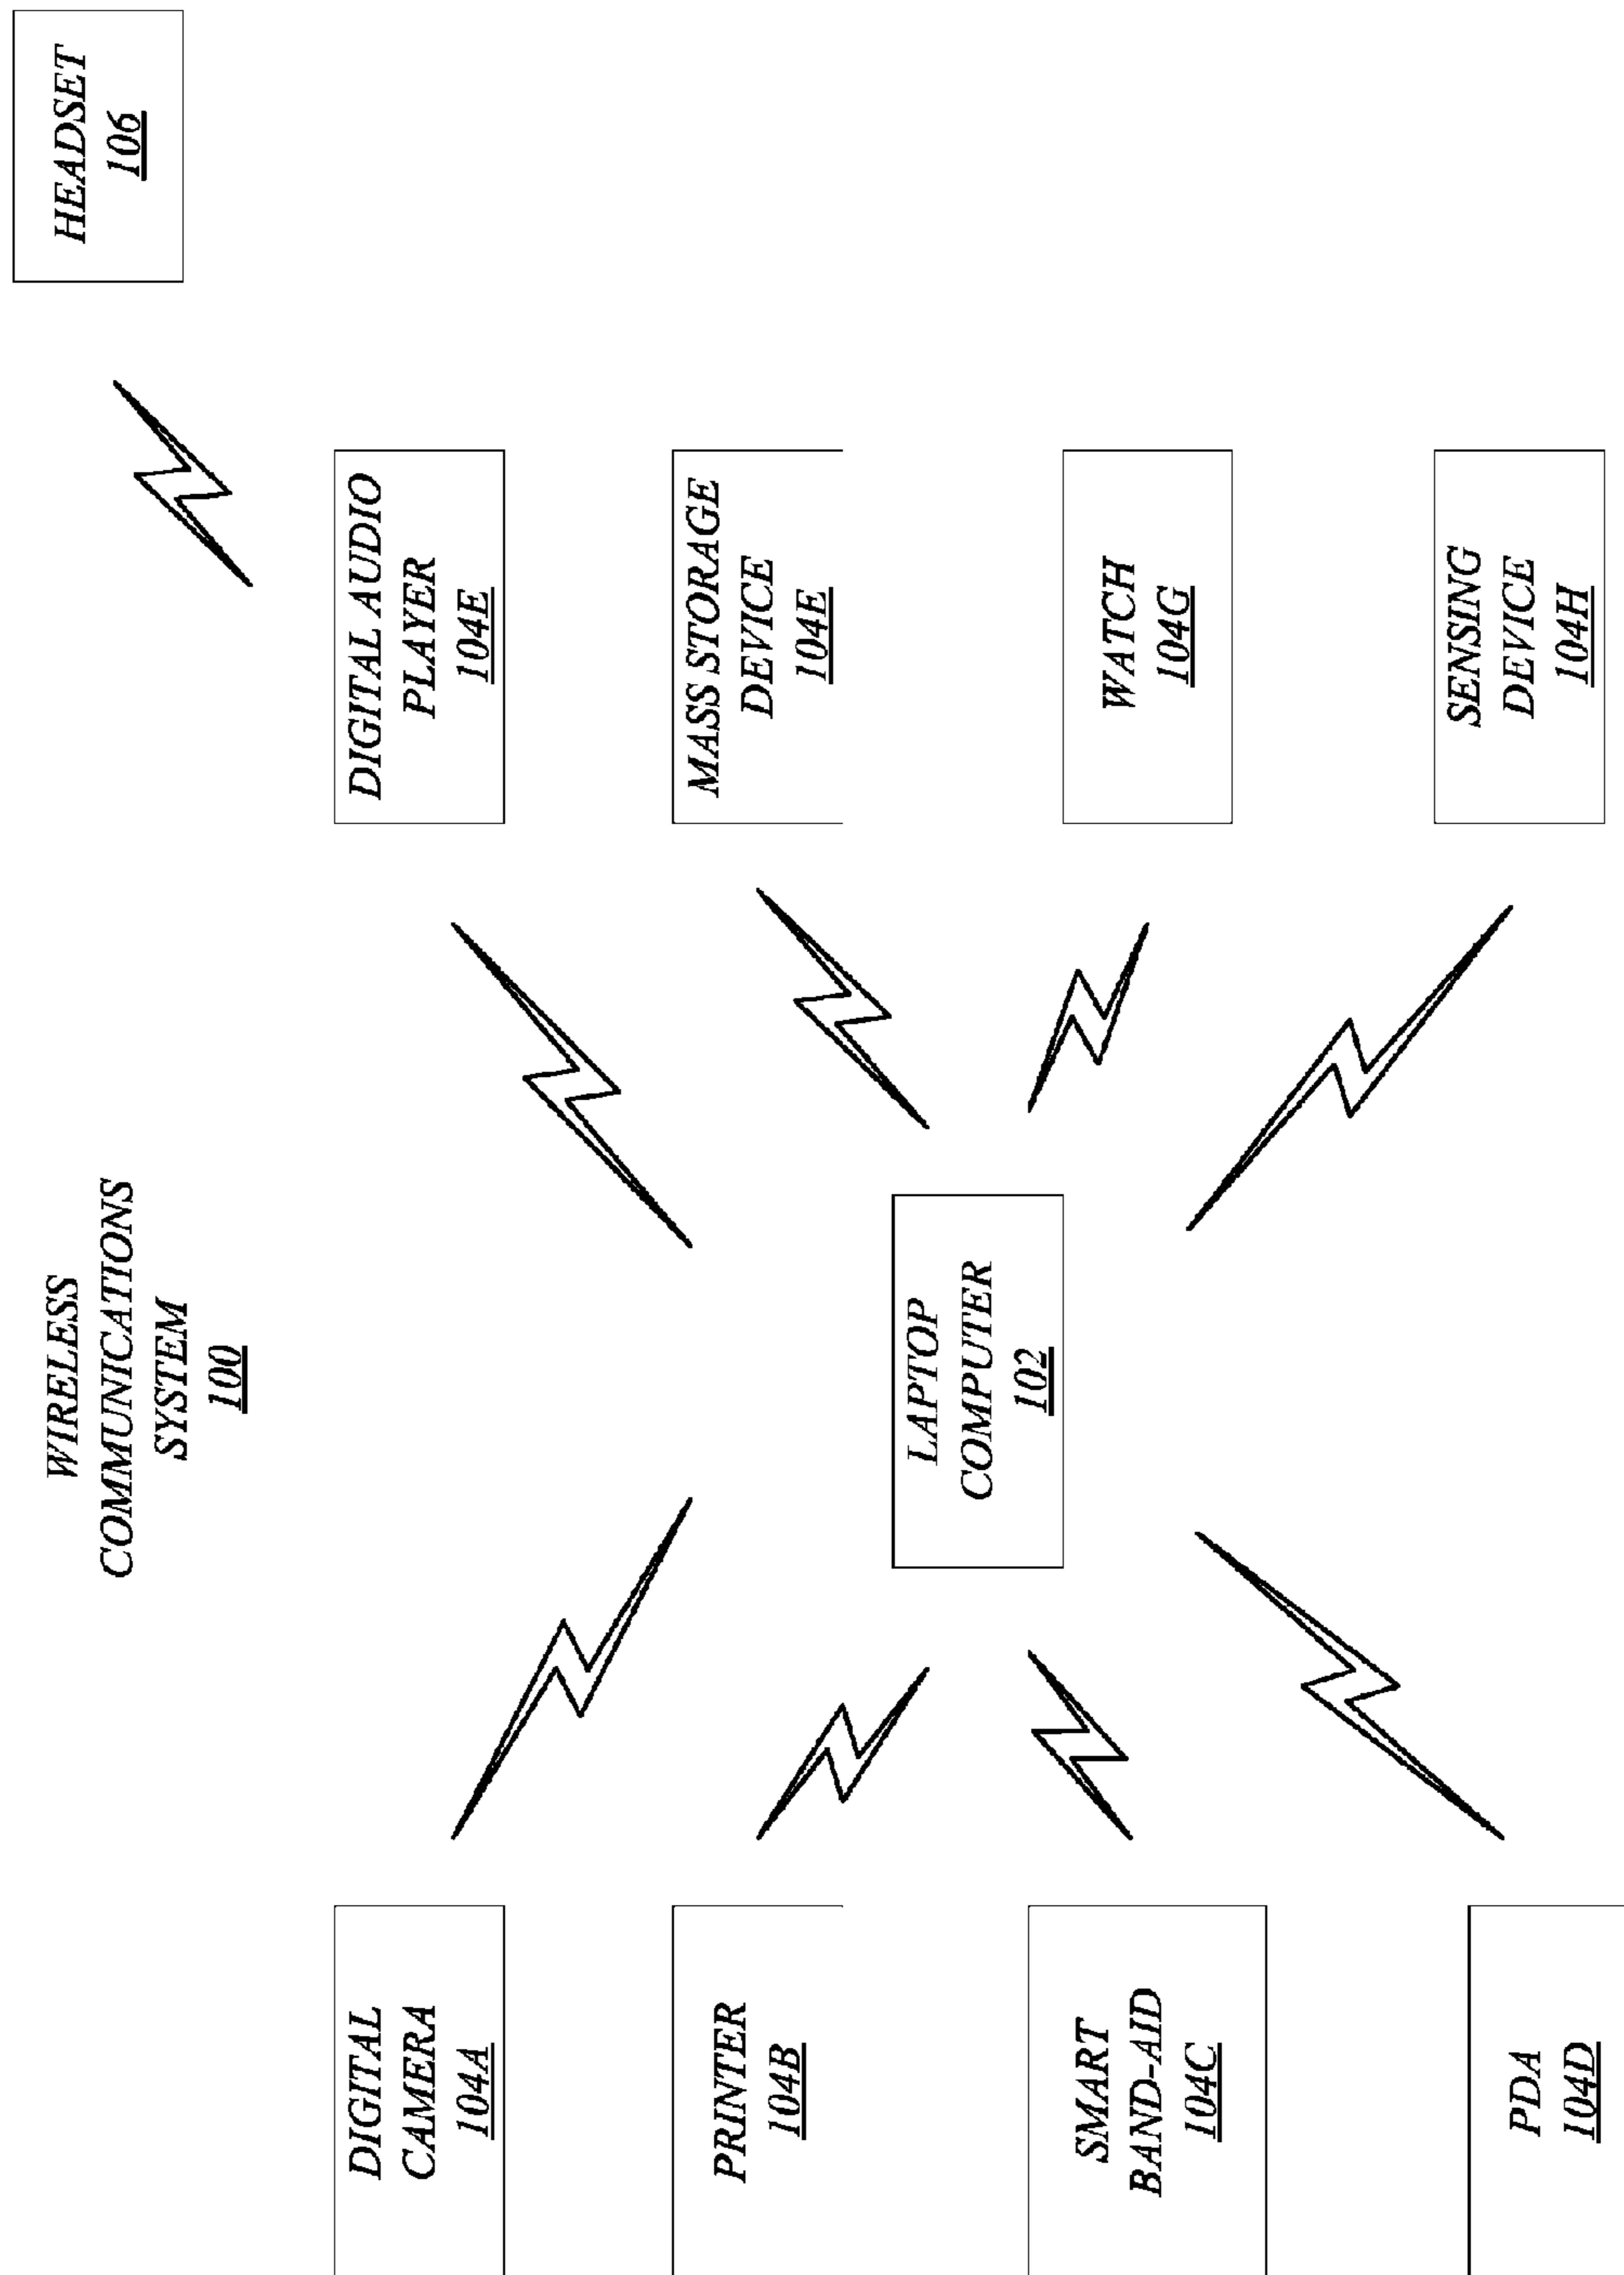 WIRELESS
COMMUNICATIONS
SYSTEM
100
HEADSET
106
DIGITAL
CAMERA
104A
DIGITAL AUDIO
PLAYER
104E
PRINTER
104B
MASS STORAGE
DEVICE
104E
LAPTOP
COMPUTER
102
SMART
BAND-AID
104C
WATCH
104G
PDA
104D
SENSING
DEVICE
104H